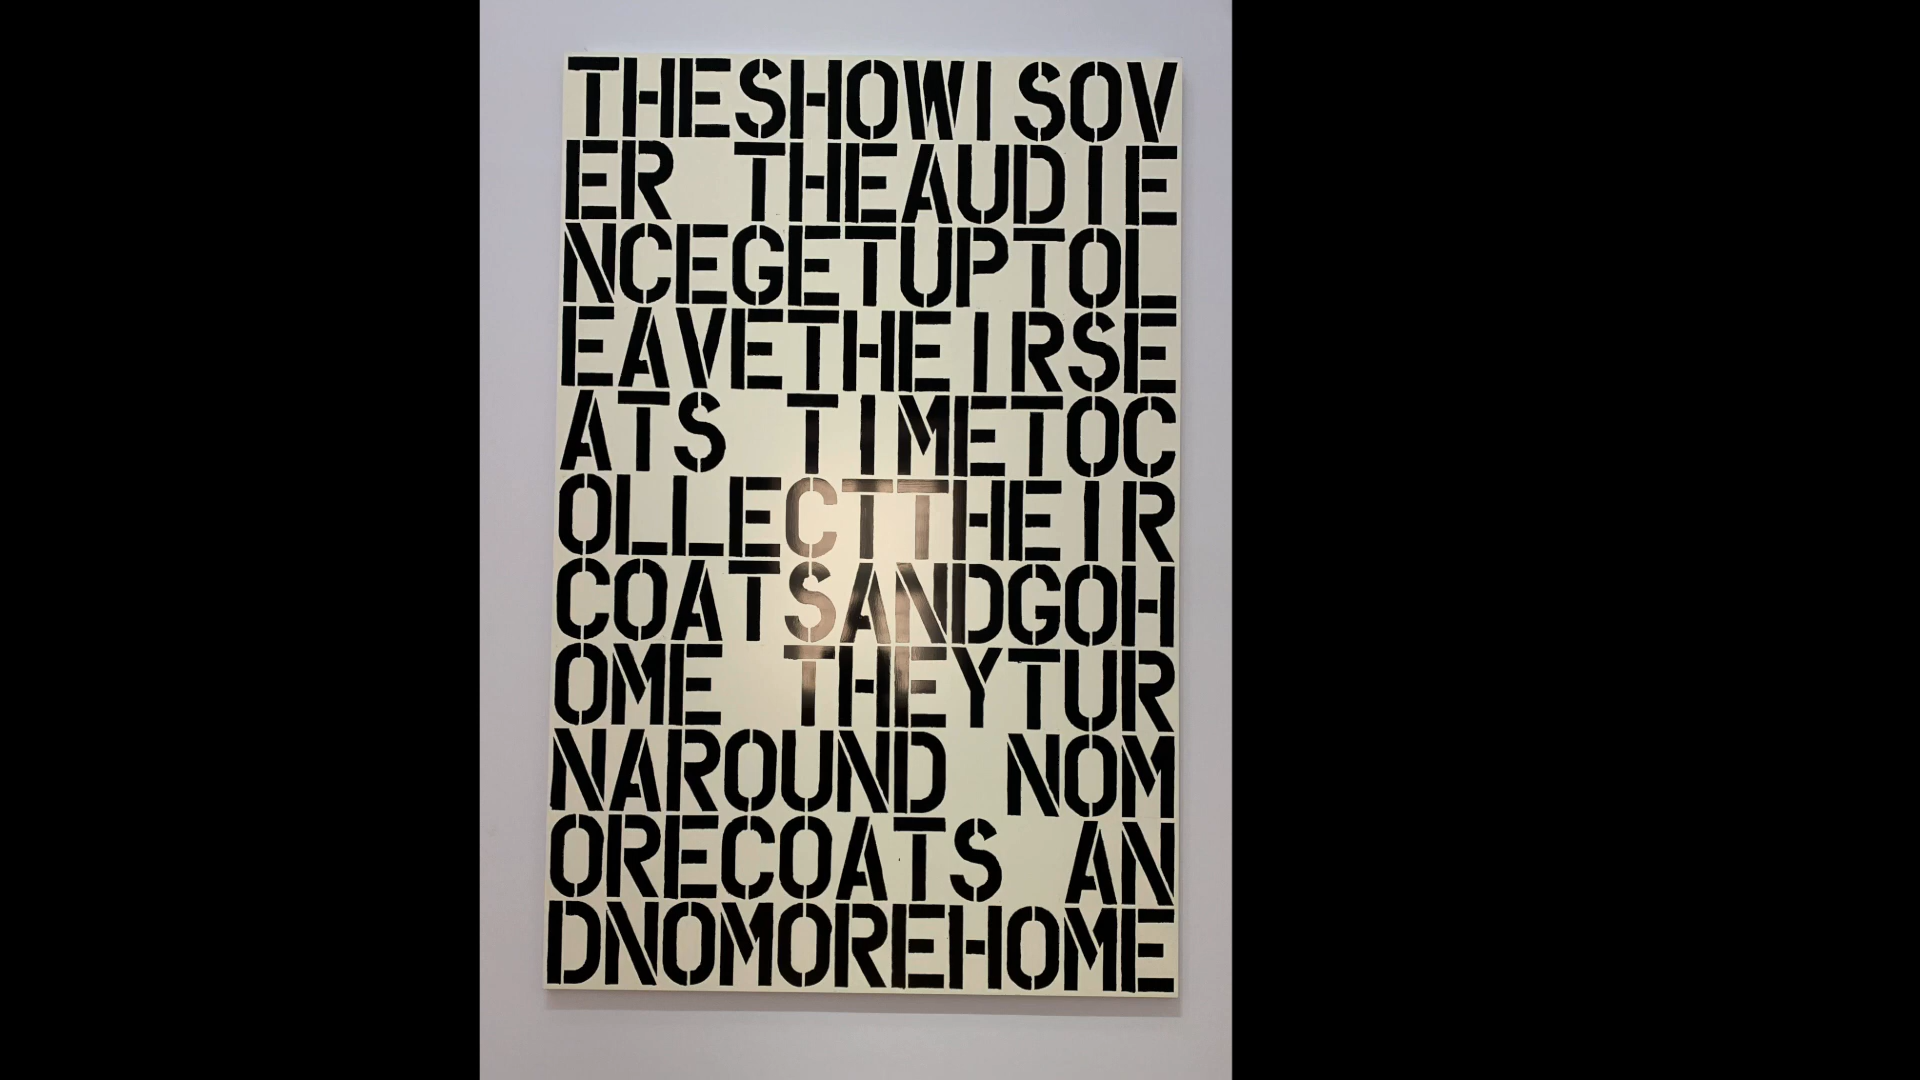 THESHOWISOV
ER THEAUDIE
NCEGETUPTOL
EAVETHEIRSE
ATS TIMETOC
OLLECTTHEIR
COATSANDGOH
OME THEYTUR
NAROUND NOM
ORECOATS AN
DNOMOREHOME